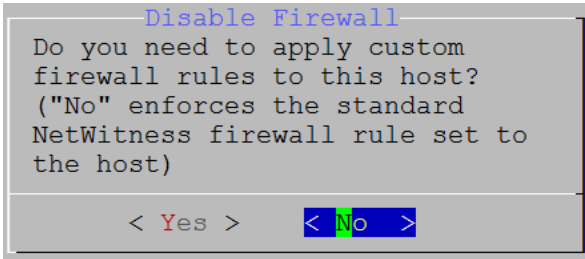 Disable Firewall
Do you need to apply custom
firewall rules to this host?
("No" enforces the standard
NetWitness firewall rule set to
the host)
< Yes > < No >